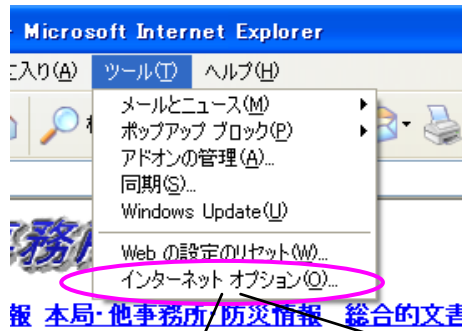 Microsoft Internet Explorer
に入り(A) ツール(T) ヘルプ(H)
メールとニュース(M)
ポップアップ ブロック(P)
アドオンの管理(A)...
同期(S)...
Windows Update(U)
Web の設定のリセット(W)...
インターネット オプション(O)...
務所
報 本局・他事務所・防災情報 総合的文書